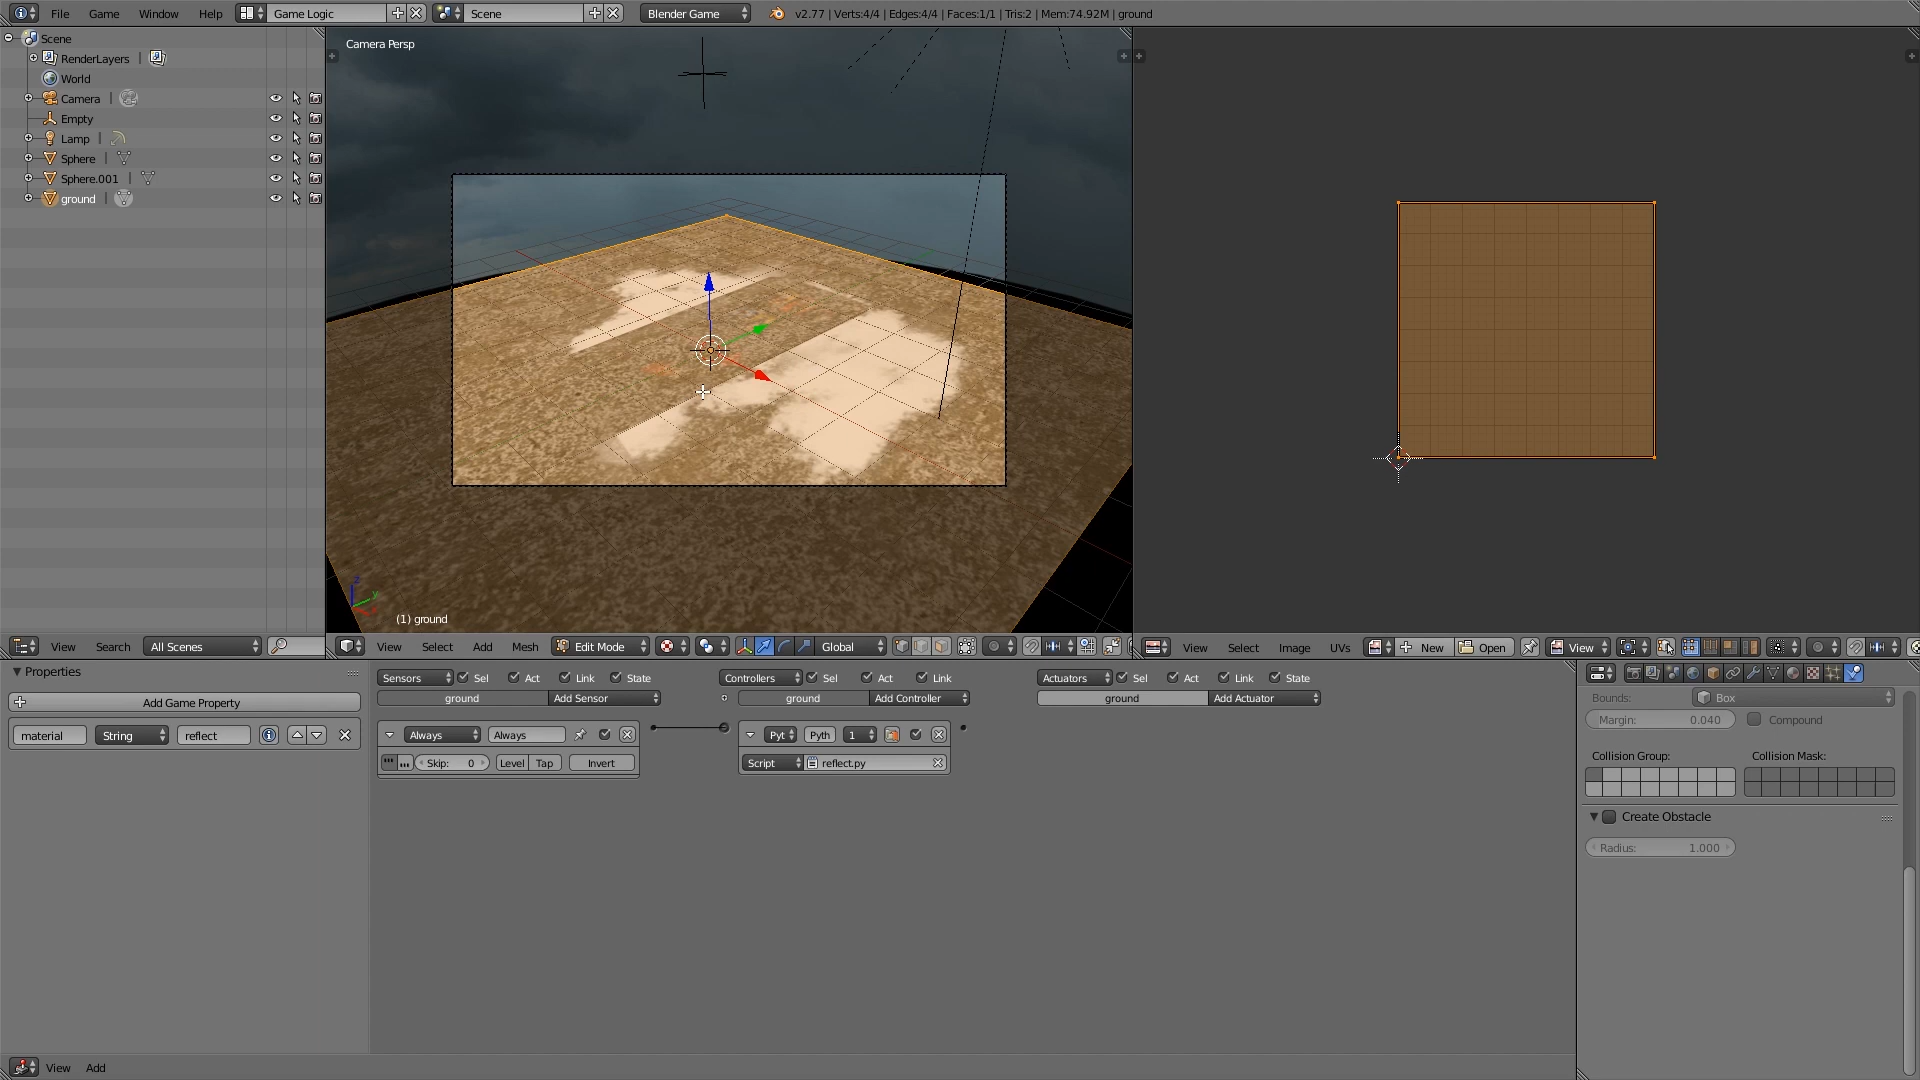 File Game Window Help Game Logic Scene Blender Game v2.77 | Verts:4/4 | Edges:4/4 | Faces:1/1 | Tris:2 | Mem:74.92M | ground
Scene
RenderLayers
World
Camera
Empty
Lamp
Sphere
Sphere.001
ground
View Search All Scenes
Camera Persp
z
y
(1) ground
View Select Add Mesh Edit Mode Global
View Select Image UVs New Open View
Properties
Add Game Property
material String reflect
Sensors Sel Act Link State
ground Add Sensor
Always Always
Skip: 0 Level Tap Invert
Controllers Sel Act Link
ground Add Controller
Pyt Pyth 1
Script reflect.py
Actuators Sel Act Link State
ground Add Actuator
Bounds: Box
Margin: 0.040 Compound
Collision Group: Collision Mask:
Create Obstacle
Radius: 1.000
View Add